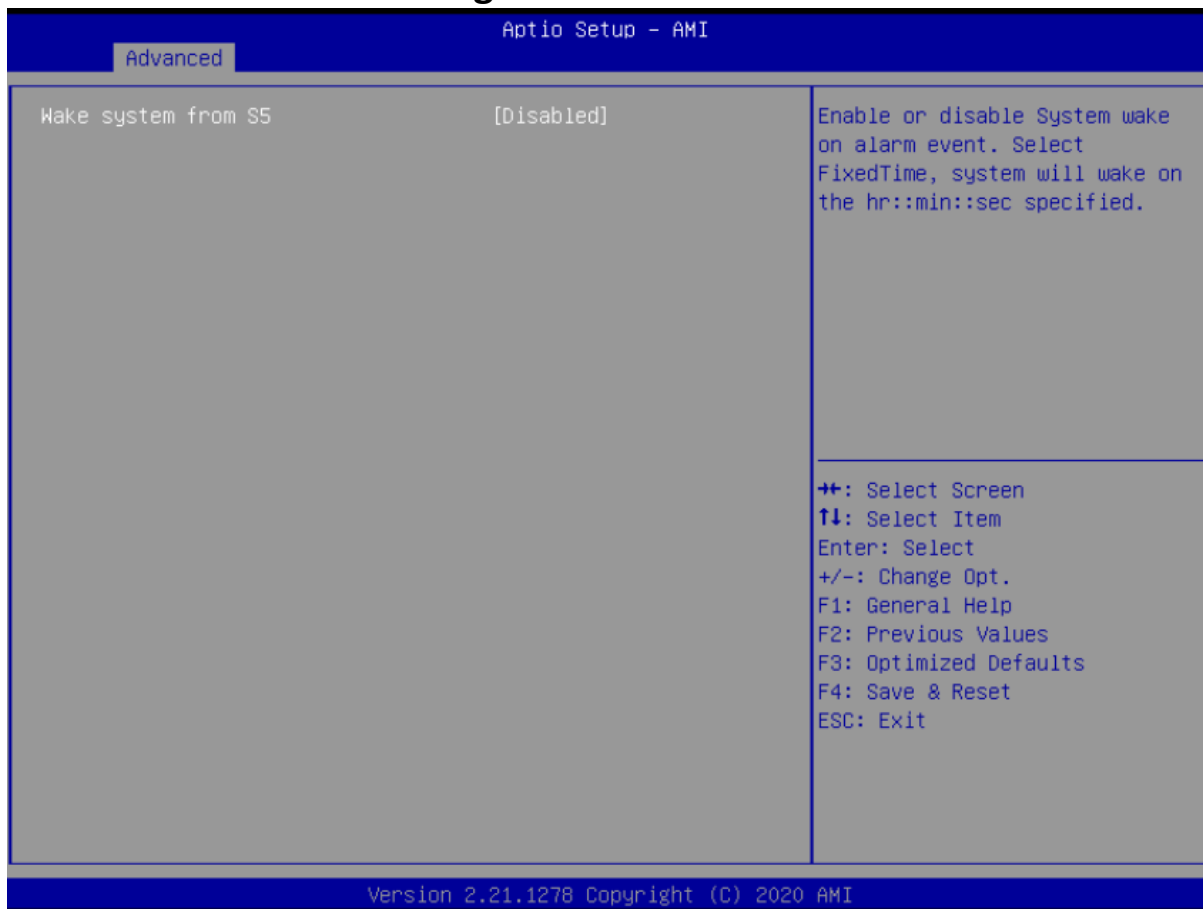 Aptio Setup – AMI
Advanced
Wake system from S5 [Disabled]
Enable or disable System wake
on alarm event. Select
FixedTime, system will wake on
the hr::min::sec specified.
→←: Select Screen
↑↓: Select Item
Enter: Select
+/-: Change Opt.
F1: General Help
F2: Previous Values
F3: Optimized Defaults
F4: Save & Reset
ESC: Exit
Version 2.21.1278 Copyright (C) 2020 AMI